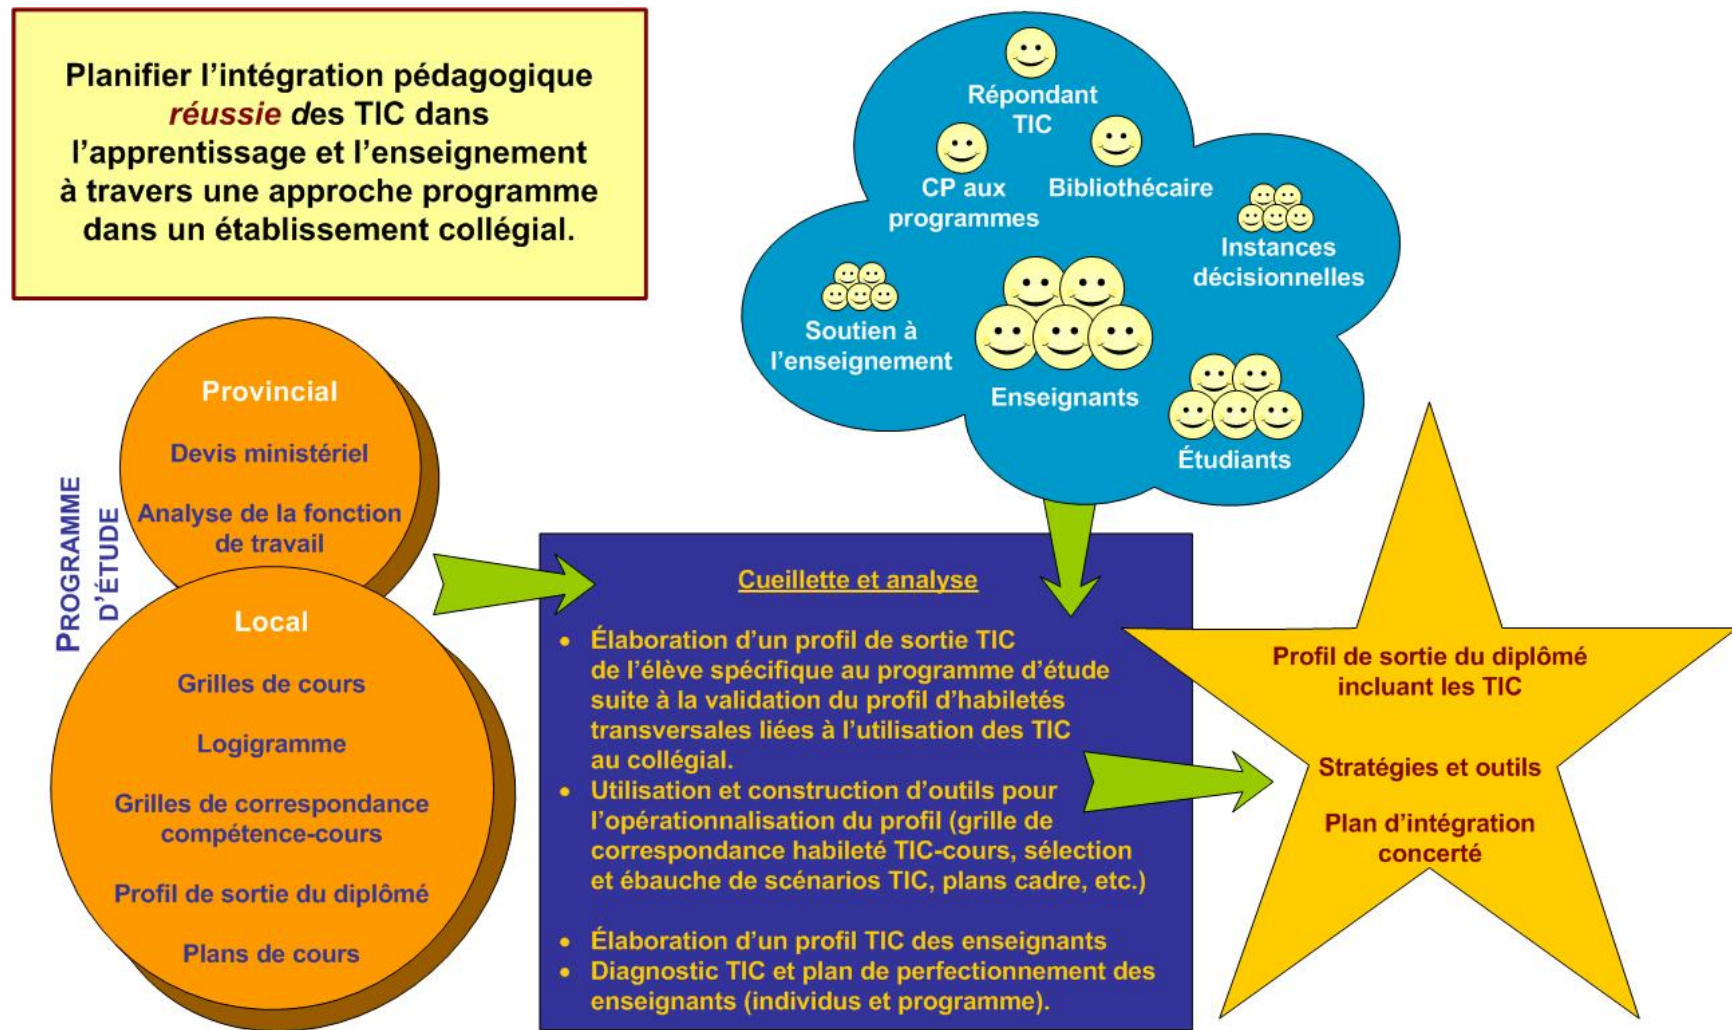 Planifier l’intégration pédagogique
réussie des TIC dans
l’apprentissage et l’enseignement
à travers une approche programme
dans un établissement collégial.
Répondant
TIC
CP aux
programmes
Bibliothécaire
Instances
décisionnelles
Soutien à
l’enseignement
Enseignants
Étudiants
PROGRAMME
D’ÉTUDE
Provincial
Devis ministériel
Analyse de la fonction
de travail
Local
Grilles de cours
Logigramme
Grilles de correspondance
compétence-cours
Profil de sortie du diplômé
Plans de cours
Cueillette et analyse
• Élaboration d’un profil de sortie TIC
de l’élève spécifique au programme d’étude
suite à la validation du profil d’habiletés
transversales liées à l’utilisation des TIC
au collégial.
• Utilisation et construction d’outils pour
l’opérationnalisation du profil (grille de
correspondance habileté TIC-cours, sélection
et ébauche de scénarios TIC, plans cadre, etc.)
• Élaboration d’un profil TIC des enseignants
• Diagnostic TIC et plan de perfectionnement des
enseignants (individus et programme).
Profil de sortie du diplômé
incluant les TIC
Stratégies et outils
Plan d’intégration
concerté